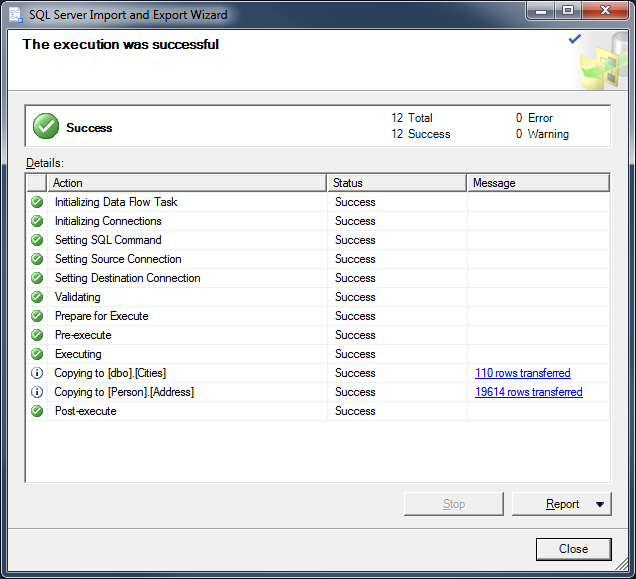 SQL Server Import and Export Wizard
The execution was successful
Success
12 Total 0 Error
12 Success 0 Warning
Details:
Action Status Message
Initializing Data Flow Task Success
Initializing Connections Success
Setting SQL Command Success
Setting Source Connection Success
Setting Destination Connection Success
Validating Success
Prepare for Execute Success
Pre-execute Success
Executing Success
Copying to [dbo].[Cities] Success 110 rows transferred
Copying to [Person].[Address] Success 19614 rows transferred
Post-execute Success
Stop Report
Close